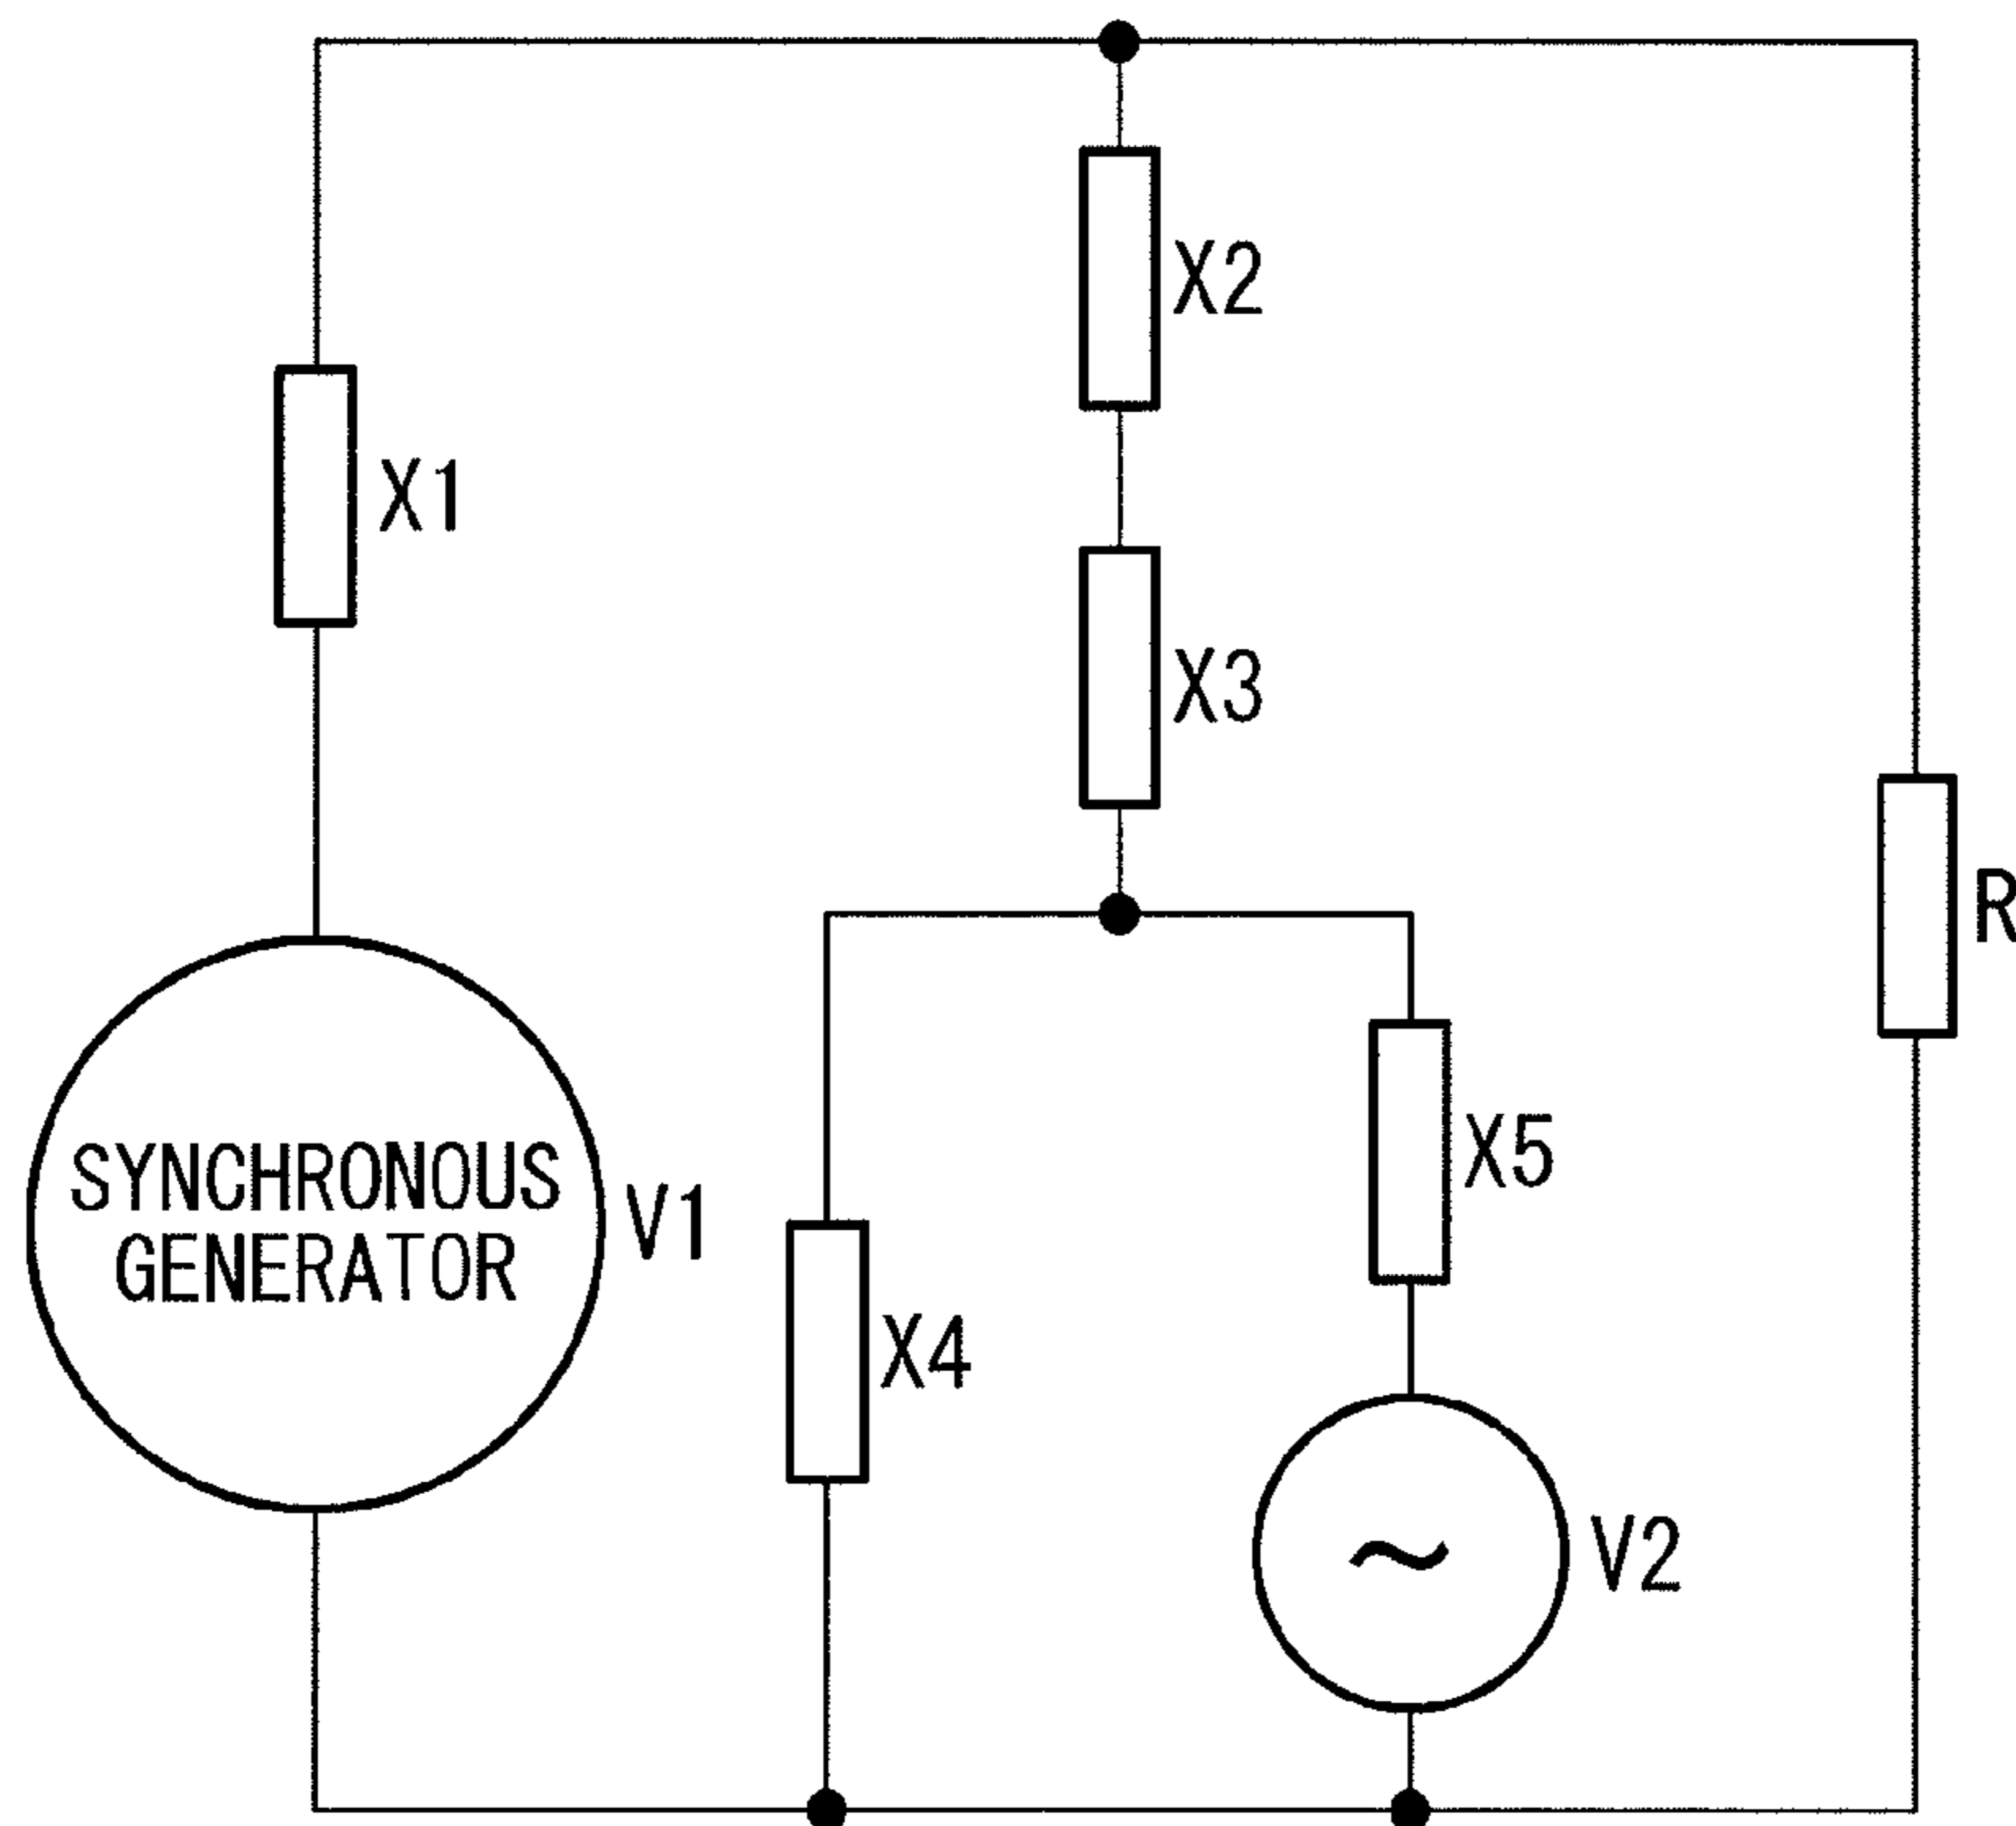 X2
X1
X3
R
X5
SYNCHRONOUS
GENERATOR
V1
X4
~
V2